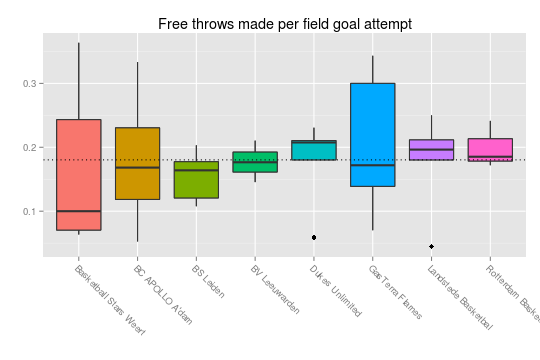 Free throws made per field goal attempt
0.3
0.2
0.1
Basketball Stars Weert
BC APOLLO A'dam
BS Leiden
BV Leeuwarden
Dukes Unlimited
GasTerra Flames
Landstede Basketbal
Rotterdam Basket